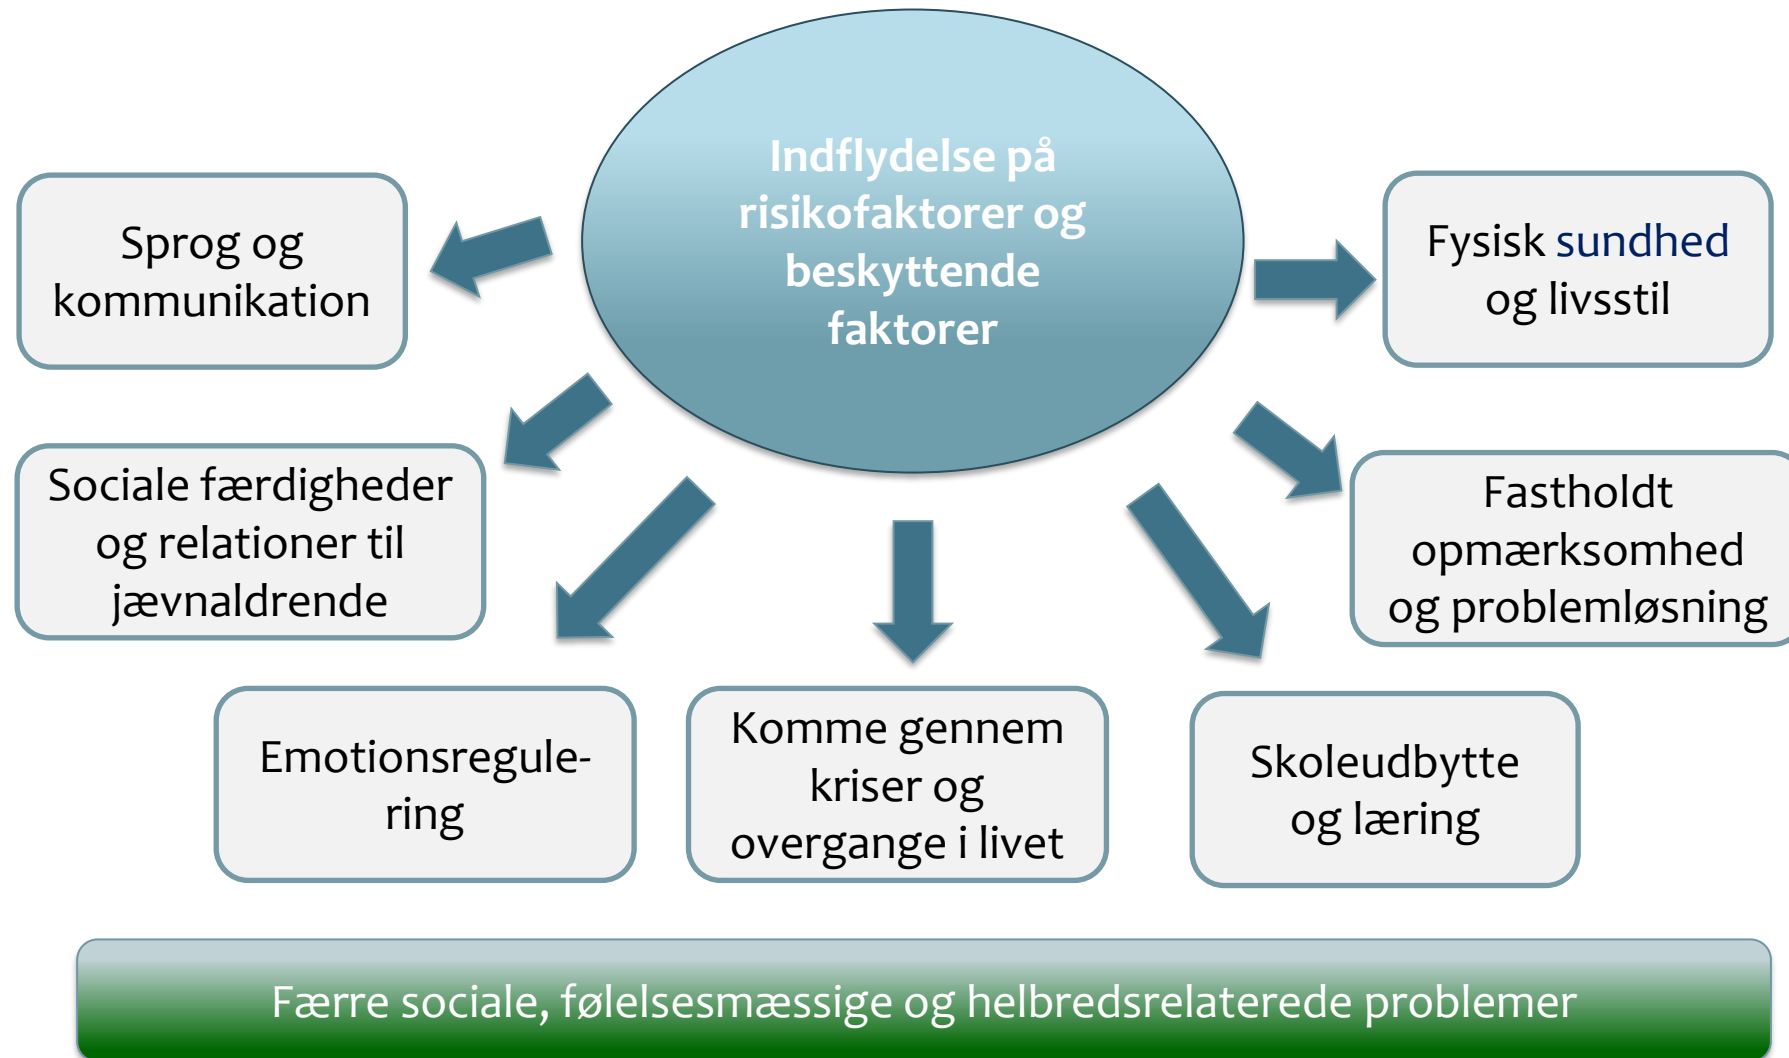 Indflydelse på
risikofaktorer og
beskyttende
faktorer
Sprog og
kommunikation
Fysisk sundhed
og livsstil
Sociale færdigheder
og relationer til
jævnaldrende
Fastholdt
opmærksomhed
og problemløsning
Emotionsregule-
ring
Komme gennem
kriser og
overgange i livet
Skoleudbytte
og læring
Færre sociale, følelsesmæssige og helbredsrelaterede problemer